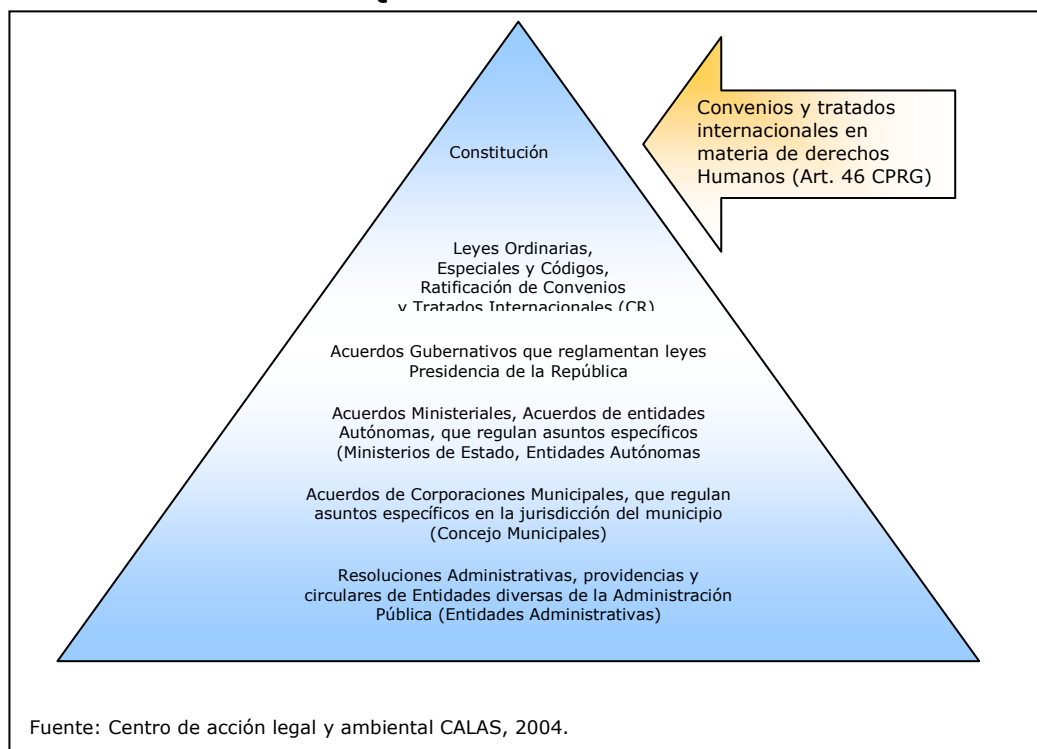 Constitución
Convenios y tratados
internacionales en
materia de derechos
Humanos (Art. 46 CPRG)
Leyes Ordinarias,
Especiales y Códigos,
Ratificación de Convenios
y Tratados Internacionales (CR)
Acuerdos Gubernativos que reglamentan leyes
Presidencia de la República
Acuerdos Ministeriales, Acuerdos de entidades
Autónomas, que regulan asuntos específicos
(Ministerios de Estado, Entidades Autónomas
Acuerdos de Corporaciones Municipales, que regulan
asuntos específicos en la jurisdicción del municipio
(Concejo Municipales)
Resoluciones Administrativas, providencias y
circulares de Entidades diversas de la Administración
Pública (Entidades Administrativas)
Fuente: Centro de acción legal y ambiental CALAS, 2004.